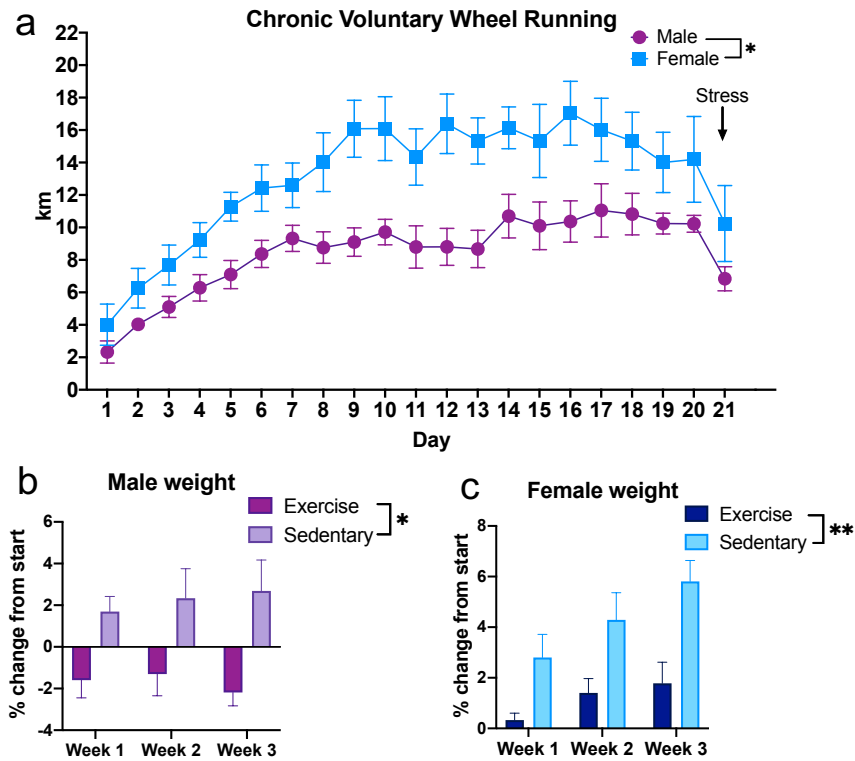 a
Chronic Voluntary Wheel Running
Male
Female
*
Stress
km
22
20
18
16
14
12
10
8
6
4
2
0
1 2 3 4 5 6 7 8 9 10 11 12 13 14 15 16 17 18 19 20 21
Day
b
Male weight
Exercise
Sedentary
*
% change from start
6
4
2
0
-2
-4
Week 1 Week 2 Week 3
c
Female weight
Exercise
Sedentary
**
% change from start
8
6
4
2
0
Week 1 Week 2 Week 3